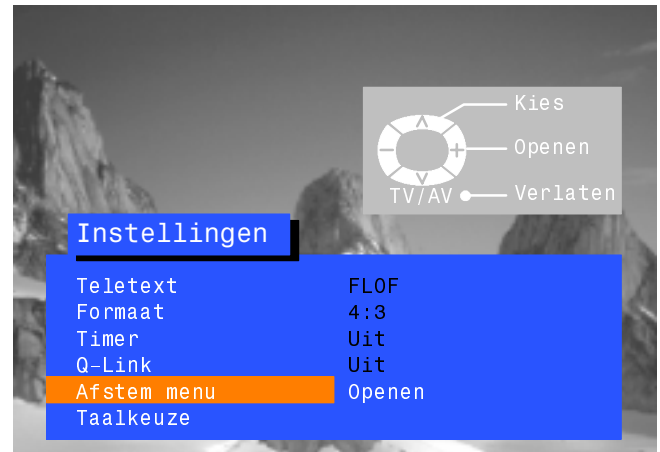 Kies
Openen
TV/AV Verlaten
Instellingen
Teletext FLOF
Formaat 4:3
Timer Uit
Q-Link Uit
Afstem menu Openen
Taalkeuze